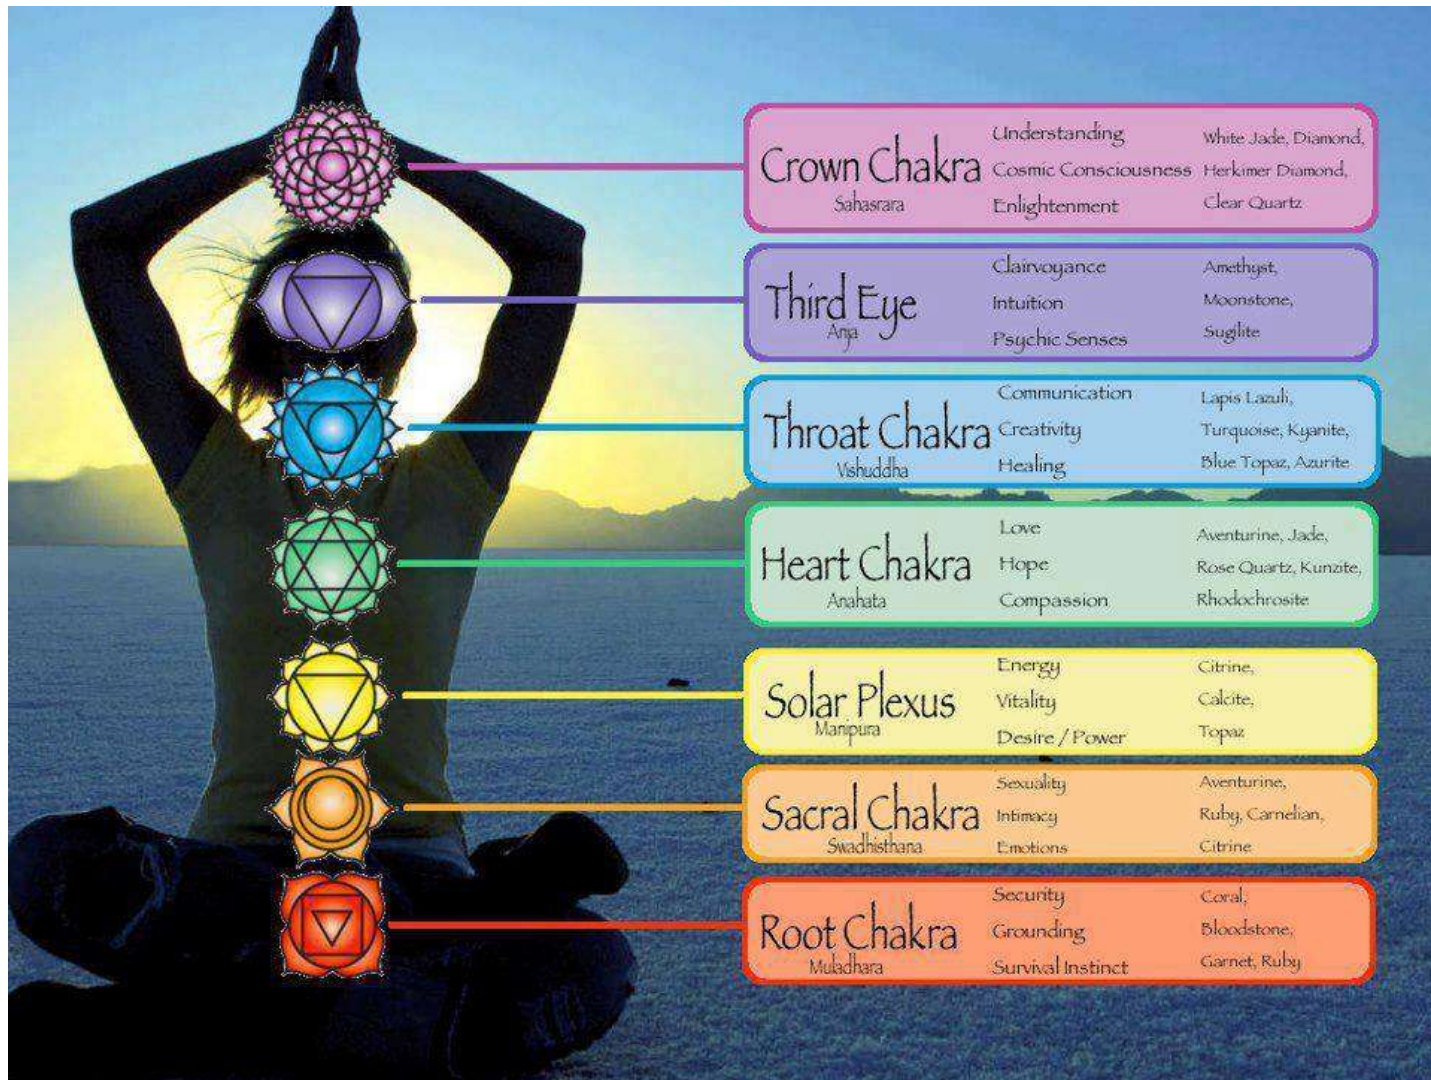 Crown Chakra
Sahasrara
Understanding
Cosmic Consciousness
Enlightenment
White Jade, Diamond,
Herkimer Diamond,
Clear Quartz
Third Eye
Anja
Clairvoyance
Intuition
Psychic Senses
Amethyst,
Moonstone,
Sugilite
Throat Chakra
Vishuddha
Communication
Creativity
Healing
Lapis Lazuli,
Turquoise, Kyanite,
Blue Topaz, Azurite
Heart Chakra
Anahata
Love
Hope
Compassion
Aventurine, Jade,
Rose Quartz, Kunzite,
Rhodochrosite
Solar Plexus
Manipura
Energy
Vitality
Desire / Power
Citrine,
Calcite,
Topaz
Sacral Chakra
Swadhisthana
Sexuality
Intimacy
Emotions
Aventurine,
Ruby, Carnelian,
Citrine
Root Chakra
Muladhara
Security
Grounding
Survival Instinct
Coral,
Bloodstone,
Garnet, Ruby